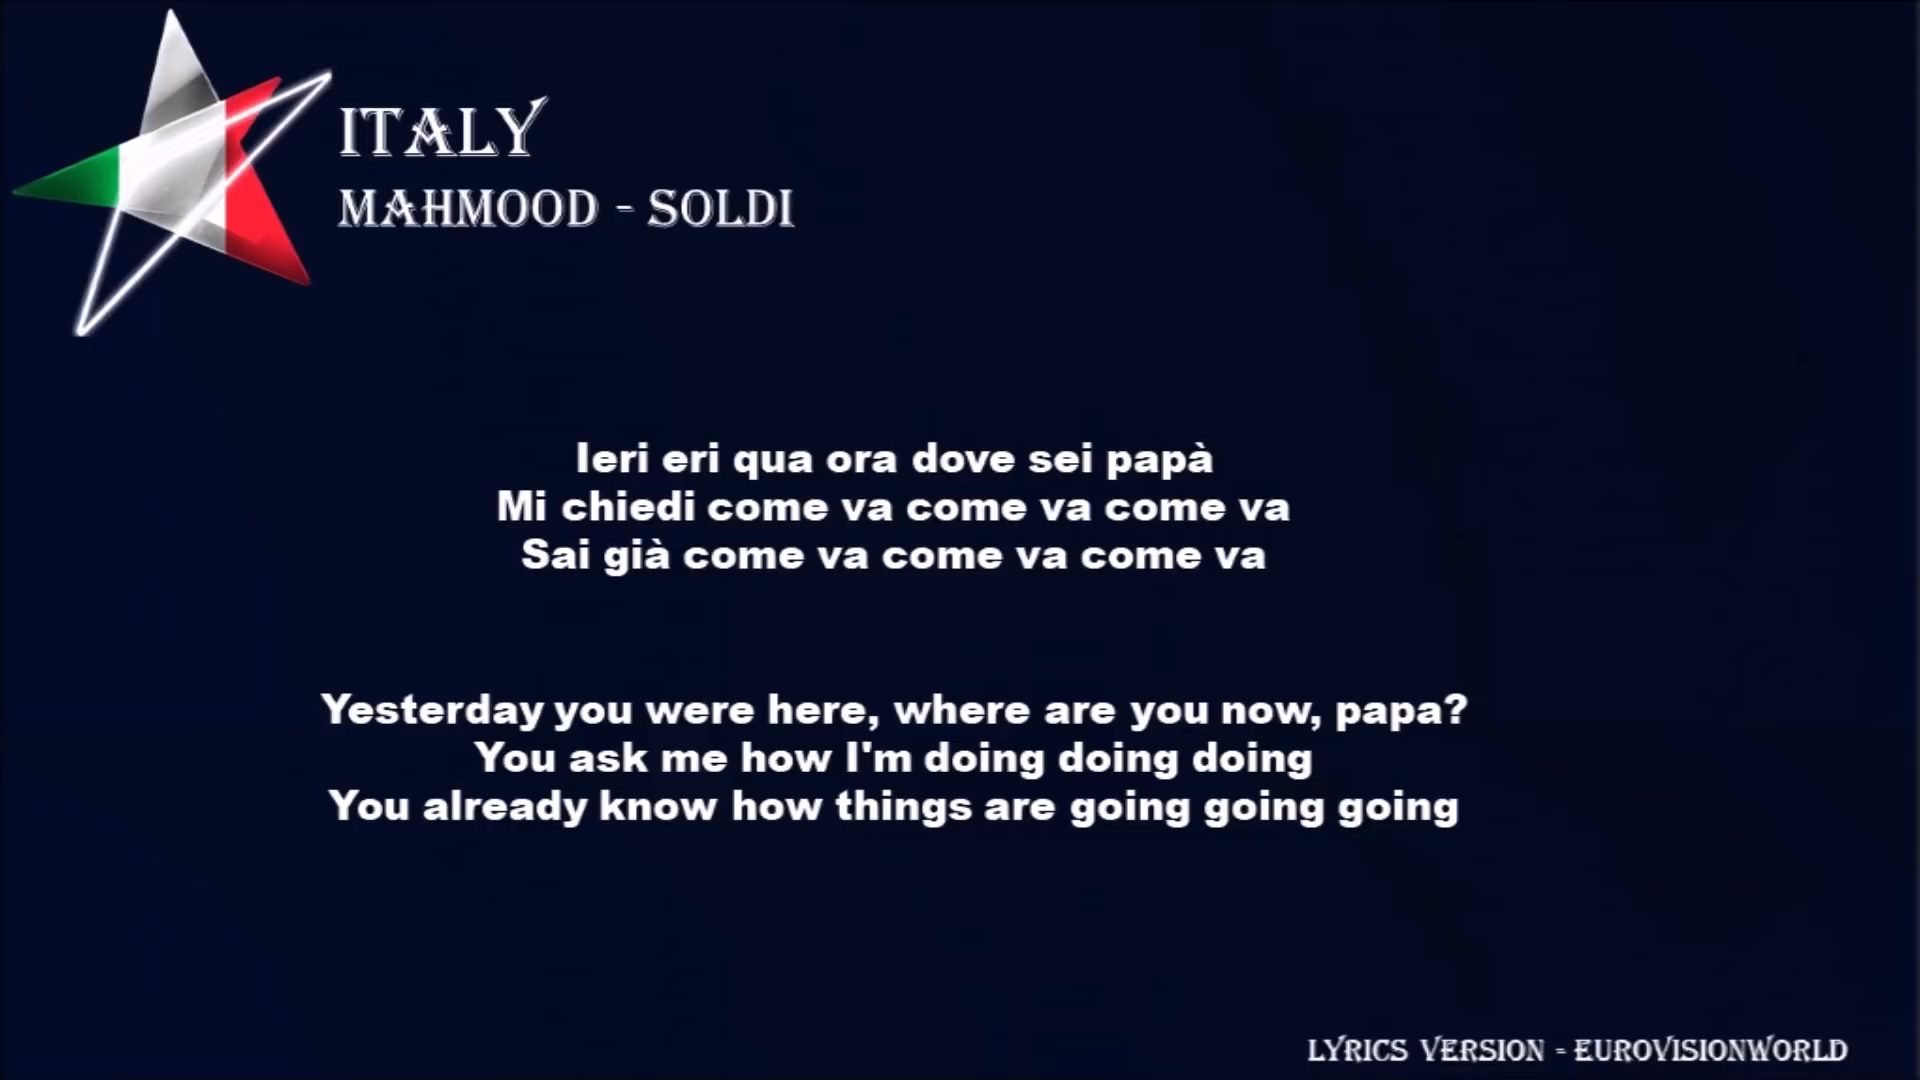 ITALY
MAHMOOD - SOLDI
Ieri eri qua ora dove sei papà
Mi chiedi come va come va come va
Sai già come va come va come va
Yesterday you were here, where are you now, papa?
You ask me how I'm doing doing doing
You already know how things are going going going
LYRICS VERSION - EUROVISIONWORLD